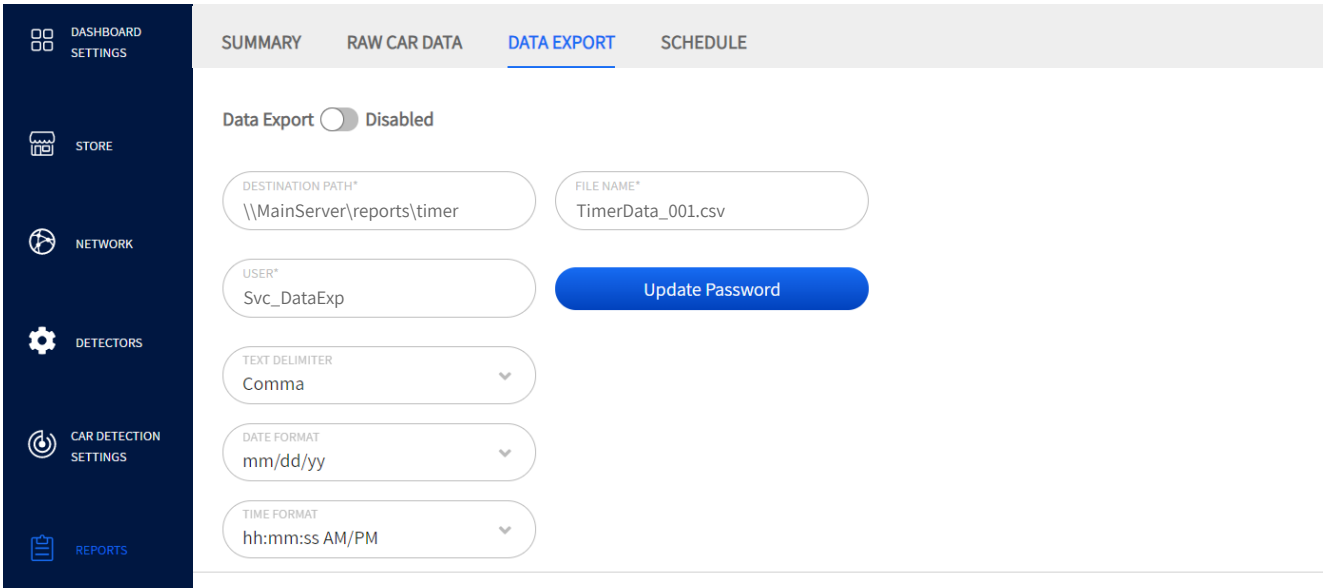 DASHBOARD
SETTINGS
STORE
NETWORK
DETECTORS
CAR DETECTION
SETTINGS
REPORTS
SUMMARY RAW CAR DATA DATA EXPORT SCHEDULE
Data Export Disabled
DESTINATION PATH* FILE NAME*
\\MainServer\reports\timer TimerData_001.csv
USER*
Svc_DataExp
Update Password
TEXT DELIMITER
Comma
DATE FORMAT
mm/dd/yy
TIME FORMAT
hh:mm:ss AM/PM